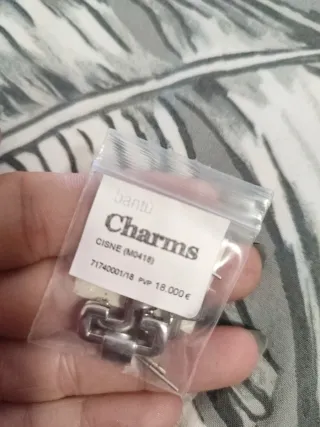 bantu
Charms
CISNE (M0418)
71740001/18 PVP 18.000 €